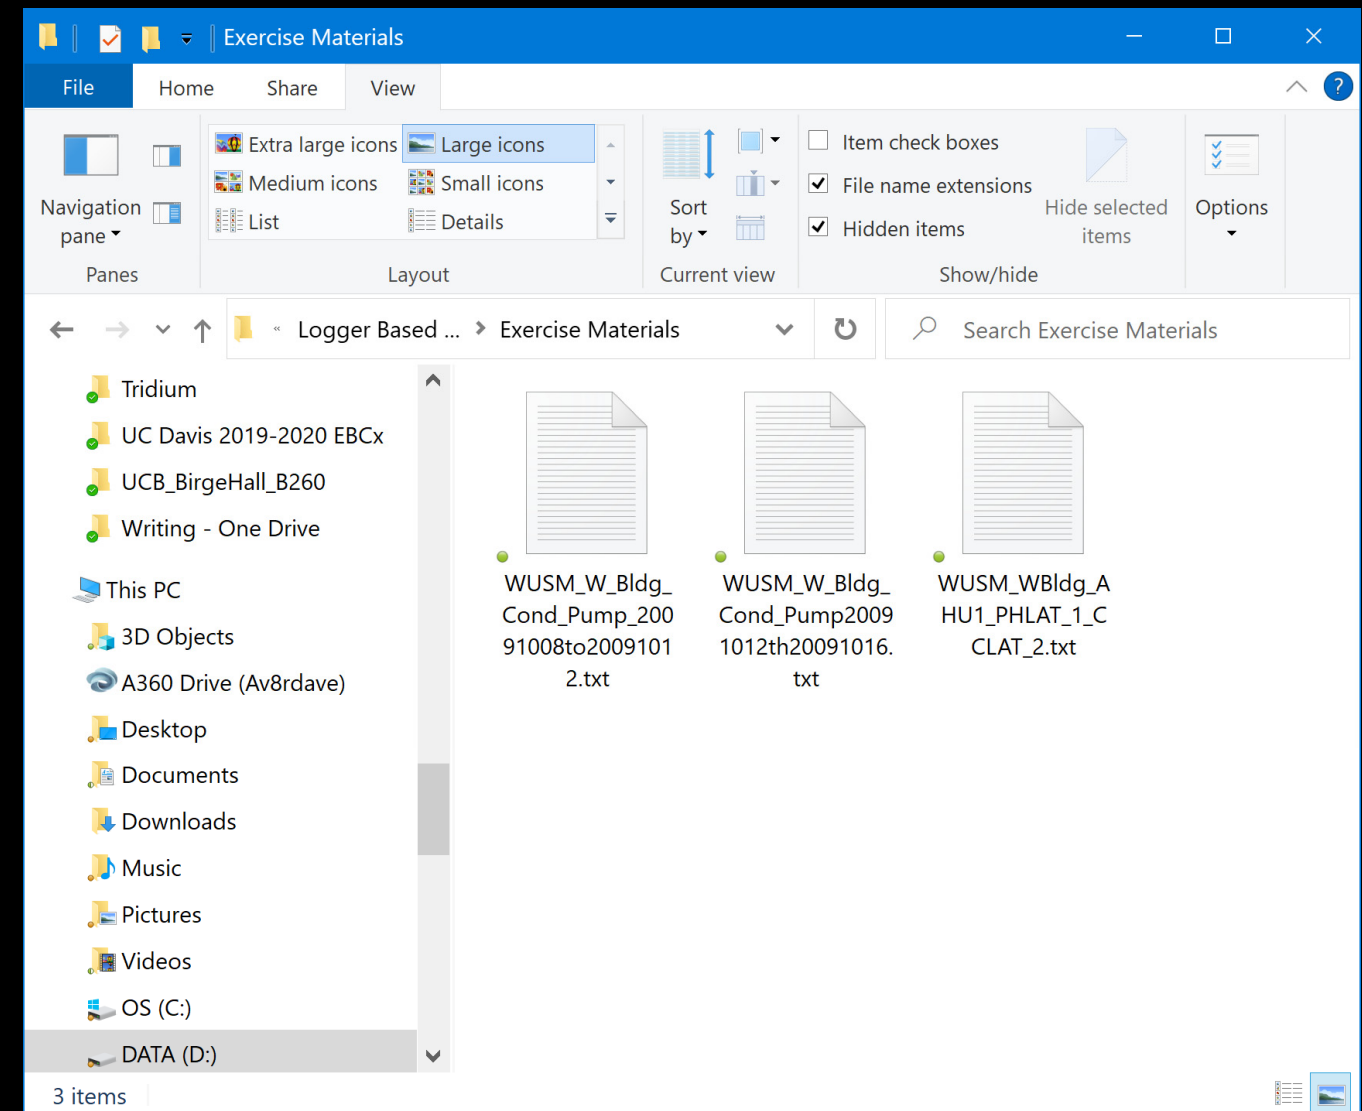 Exercise Materials
File Home Share View
Extra large icons Large icons
Medium icons Small icons
List Details
Navigation
pane
Sort
by
Item check boxes
File name extensions
Hidden items
Hide selected
items
Options
Panes Layout Current view Show/hide
« Logger Based ... Exercise Materials
Search Exercise Materials
Tridium
UC Davis 2019-2020 EBCx
UCB_BirgeHall_B260
Writing - One Drive
This PC
3D Objects
A360 Drive (Av8rdave)
Desktop
Documents
Downloads
Music
Pictures
Videos
OS (C:)
DATA (D:)
WUSM_W_Bldg_
Cond_Pump_200
91008to2009101
2.txt
WUSM_W_Bldg_
Cond_Pump2009
1012th20091016.
txt
WUSM_WBldg_A
HU1_PHLAT_1_C
CLAT_2.txt
3 items